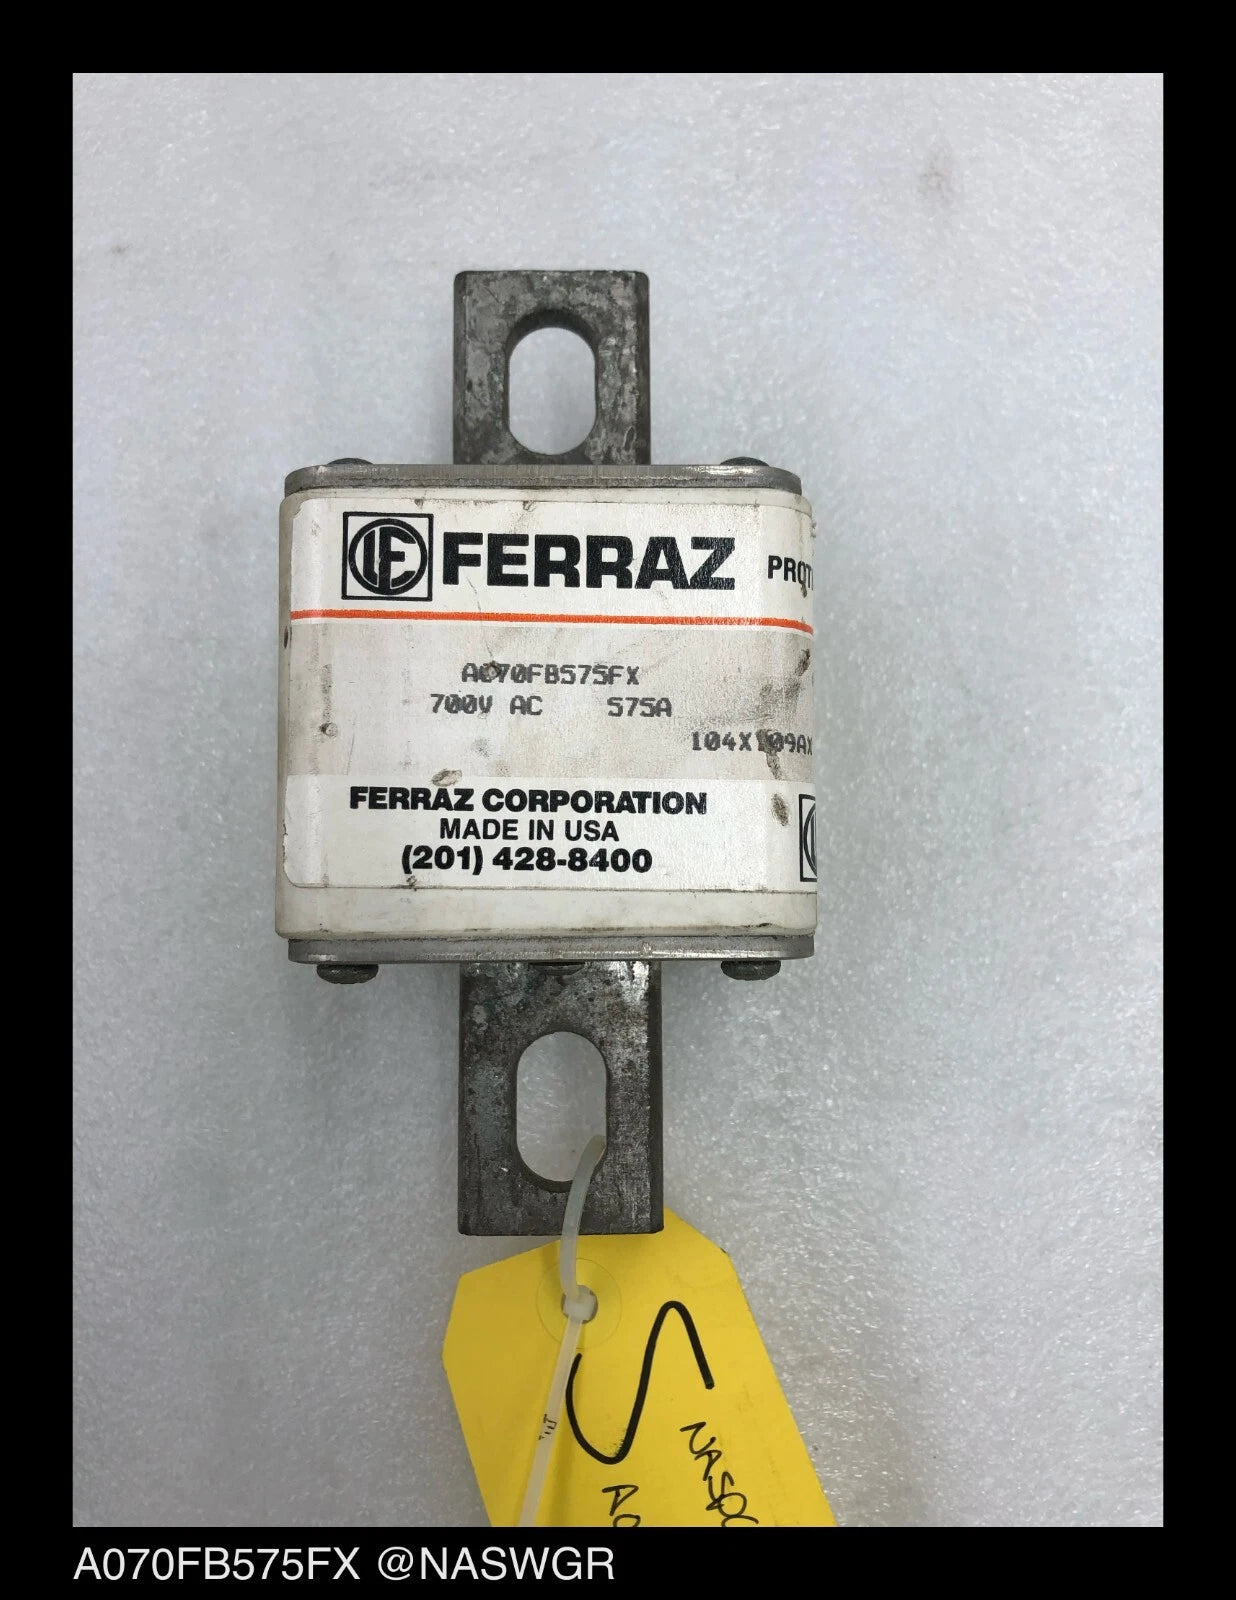 FERRAZ
A070FB575FX
700V AC 575A
FERRAZ CORPORATION
MADE IN USA
(201) 428-8400
A070FB575FX @NASWGR